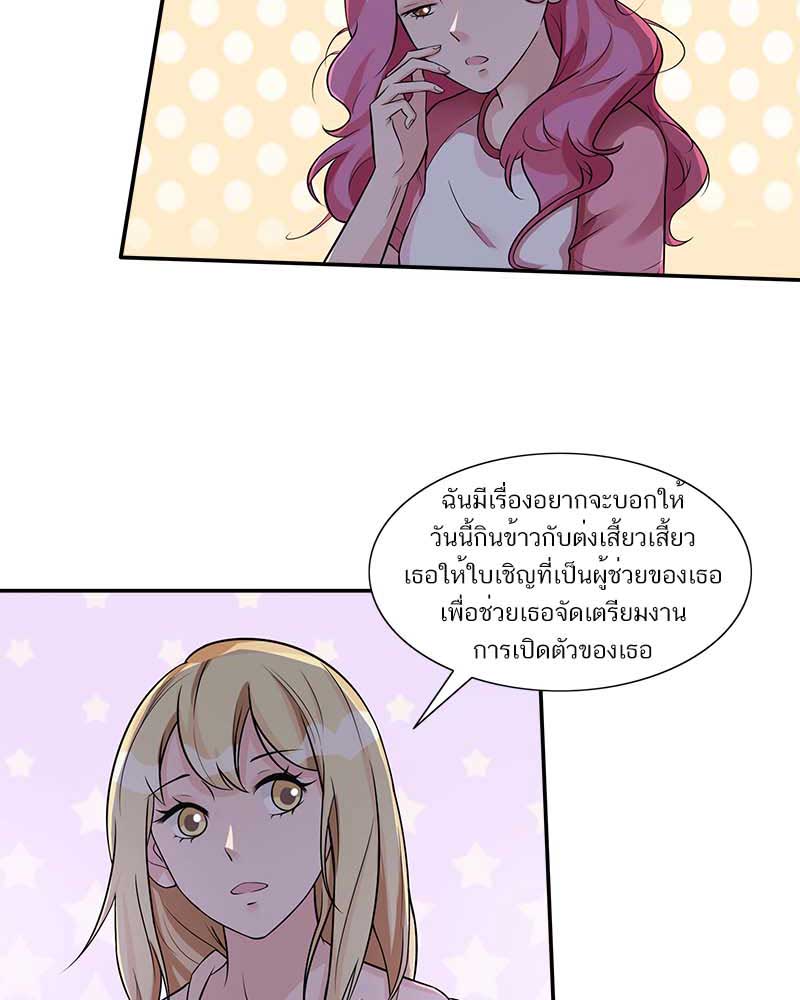 ฉันมีเรื่องอยากจะบอกให้
วันนี้กินข้าวกับต่งเสี้ยวเสี้ยว
เธอให้ใบเชิญที่เป็นผู้ช่วยของเธอ
เพื่อช่วยเธอจัดเตรียมงาน
การเปิดตัวของเธอ